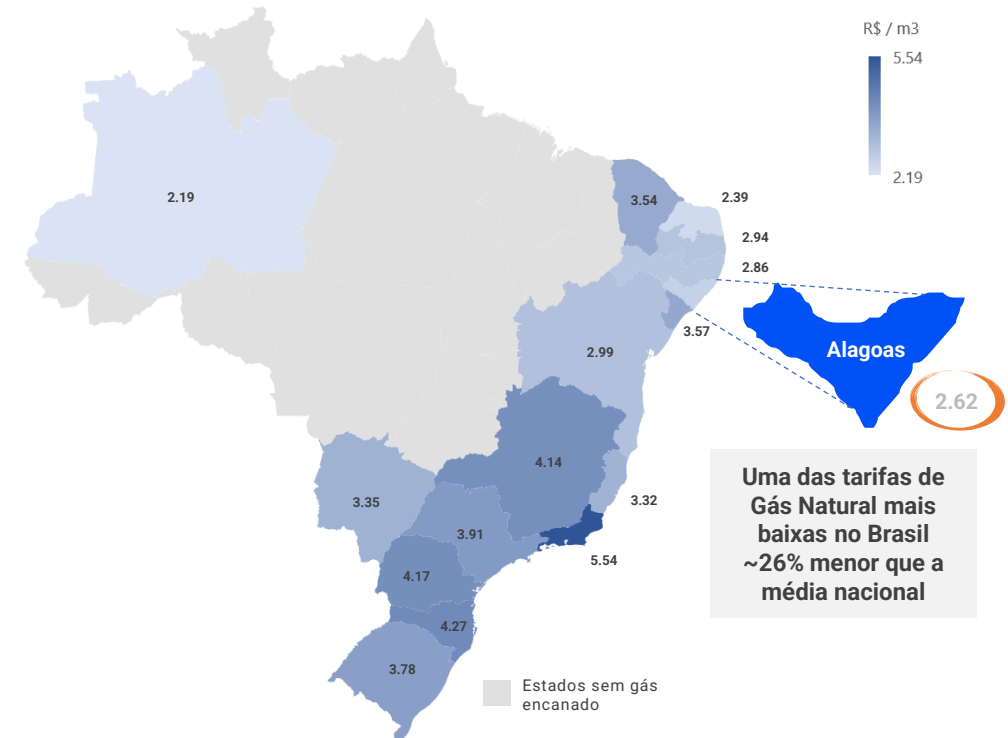 R$ / m3
5.54
2.19
2.19
3.54
2.39
2.94
2.86
3.57
2.99
Alagoas
2.62
4.14
3.35
3.32
3.91
5.54
4.17
4.27
3.78
Uma das tarifas de
Gás Natural mais
baixas no Brasil
~26% menor que a
média nacional
Estados sem gás
encanado